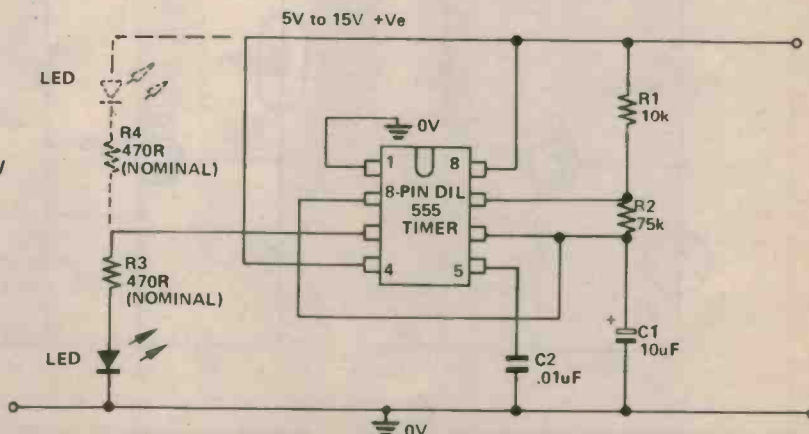 5V to 15V +Ve
LED
R4
470R
(NOMINAL)
0V
R1
10k
1 8
8-PIN DIL
555
TIMER
4 5
R2
75k
R3
470R
(NOMINAL)
LED
C2
.01uF
+
C1
10uF
0V